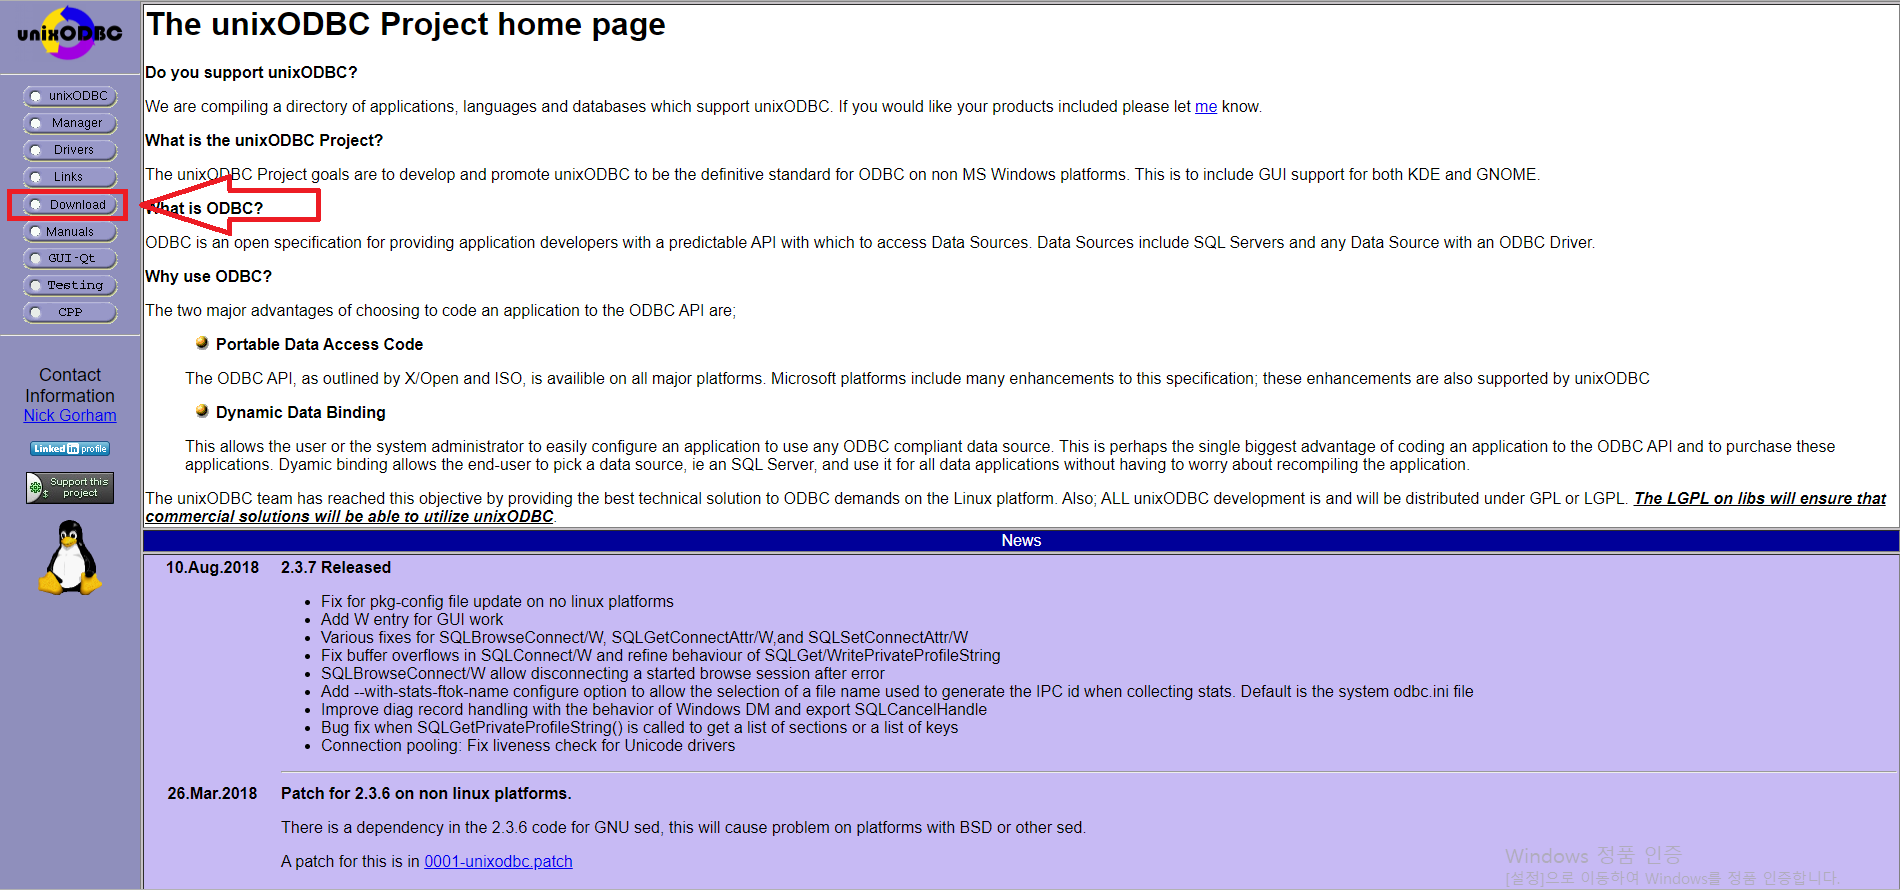 unixODBC
unixODBC
Manager
Drivers
Links
Download
Manuals
GUI-Qt
Testing
CPP
Contact
Information
Nick Gorham
Linked in profile
Support this
project
The unixODBC Project home page
Do you support unixODBC?
We are compiling a directory of applications, languages and databases which support unixODBC. If you would like your products included please let me know.
What is the unixODBC Project?
The unixODBC Project goals are to develop and promote unixODBC to be the definitive standard for ODBC on non MS Windows platforms. This is to include GUI support for both KDE and GNOME.
What is ODBC?
ODBC is an open specification for providing application developers with a predictable API with which to access Data Sources. Data Sources include SQL Servers and any Data Source with an ODBC Driver.
Why use ODBC?
The two major advantages of choosing to code an application to the ODBC API are;
Portable Data Access Code
The ODBC API, as outlined by X/Open and ISO, is availible on all major platforms. Microsoft platforms include many enhancements to this specification; these enhancements are also supported by unixODBC
Dynamic Data Binding
This allows the user or the system administrator to easily configure an application to use any ODBC compliant data source. This is perhaps the single biggest advantage of coding an application to the ODBC API and to purchase these
applications. Dyamic binding allows the end-user to pick a data source, ie an SQL Server, and use it for all data applications without having to worry about recompiling the application.
The unixODBC team has reached this objective by providing the best technical solution to ODBC demands on the Linux platform. Also; ALL unixODBC development is and will be distributed under GPL or LGPL. The LGPL on libs will ensure that
commercial solutions will be able to utilize unixODBC.
News
10.Aug.2018 2.3.7 Released
• Fix for pkg-config file update on no linux platforms
• Add W entry for GUI work
• Various fixes for SQLBrowseConnect/W, SQLGetConnectAttr/W,and SQLSetConnectAttr/W
• Fix buffer overflows in SQLConnect/W and refine behaviour of SQLGet/WritePrivateProfileString
• SQLBrowseConnect/W allow disconnecting a started browse session after error
• Add --with-stats-ftok-name configure option to allow the selection of a file name used to generate the IPC id when collecting stats. Default is the system odbc.ini file
• Improve diag record handling with the behavior of Windows DM and export SQLCancelHandle
• Bug fix when SQLGetPrivateProfileString() is called to get a list of sections or a list of keys
• Connection pooling: Fix liveness check for Unicode drivers
26.Mar.2018 Patch for 2.3.6 on non linux platforms.
There is a dependency in the 2.3.6 code for GNU sed, this will cause problem on platforms with BSD or other sed.
A patch for this is in 0001-unixodbc.patch
Windows 정품 인증
[설정]으로 이동하여 Windows를 정품 인증합니다.